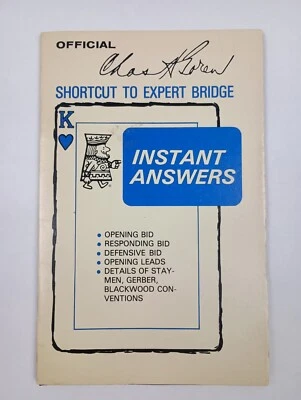 OFFICIAL
Chas H Goren
SHORTCUT TO EXPERT BRIDGE
K
INSTANT
ANSWERS
• OPENING BID
• RESPONDING BID
• DEFENSIVE BID
• OPENING LEADS
• DETAILS OF STAY-
MEN, GERBER,
BLACKWOOD CON-
VENTIONS